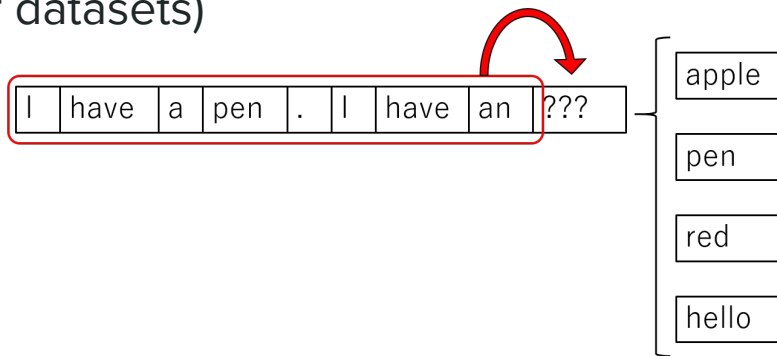 datasets)
I have a pen . I have an ???
apple
pen
red
hello